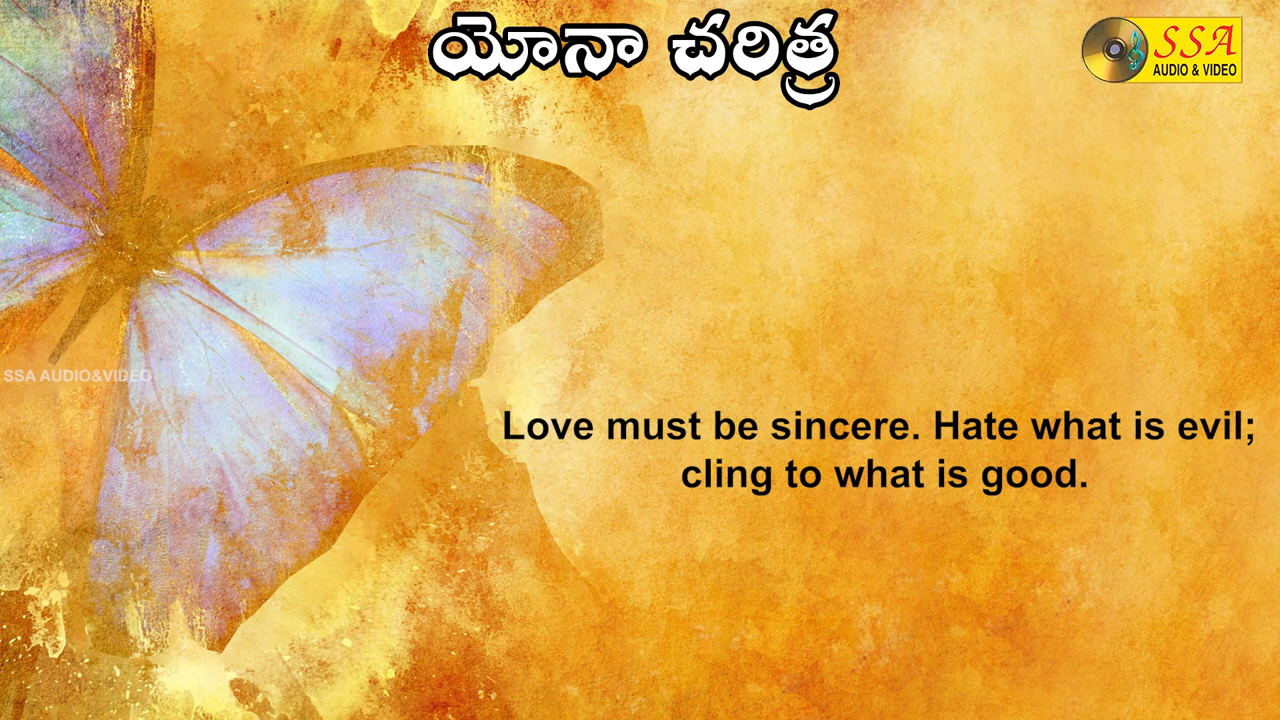 యోనా చరిత్ర
SSA
AUDIO & VIDEO
SSA AUDIO&VIDEO
Love must be sincere. Hate what is evil;
cling to what is good.